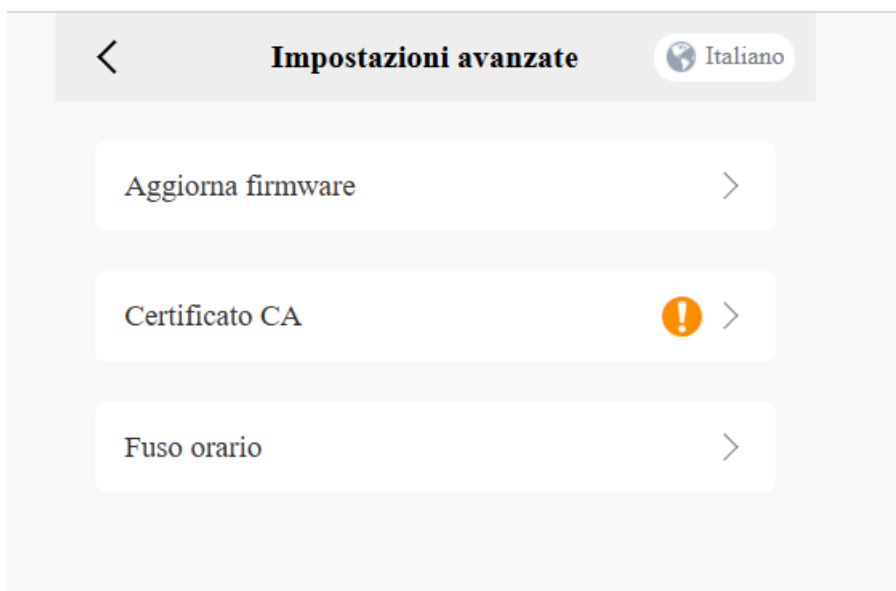 Impostazioni avanzate
Italiano
Aggiorna firmware
Certificato CA
Fuso orario